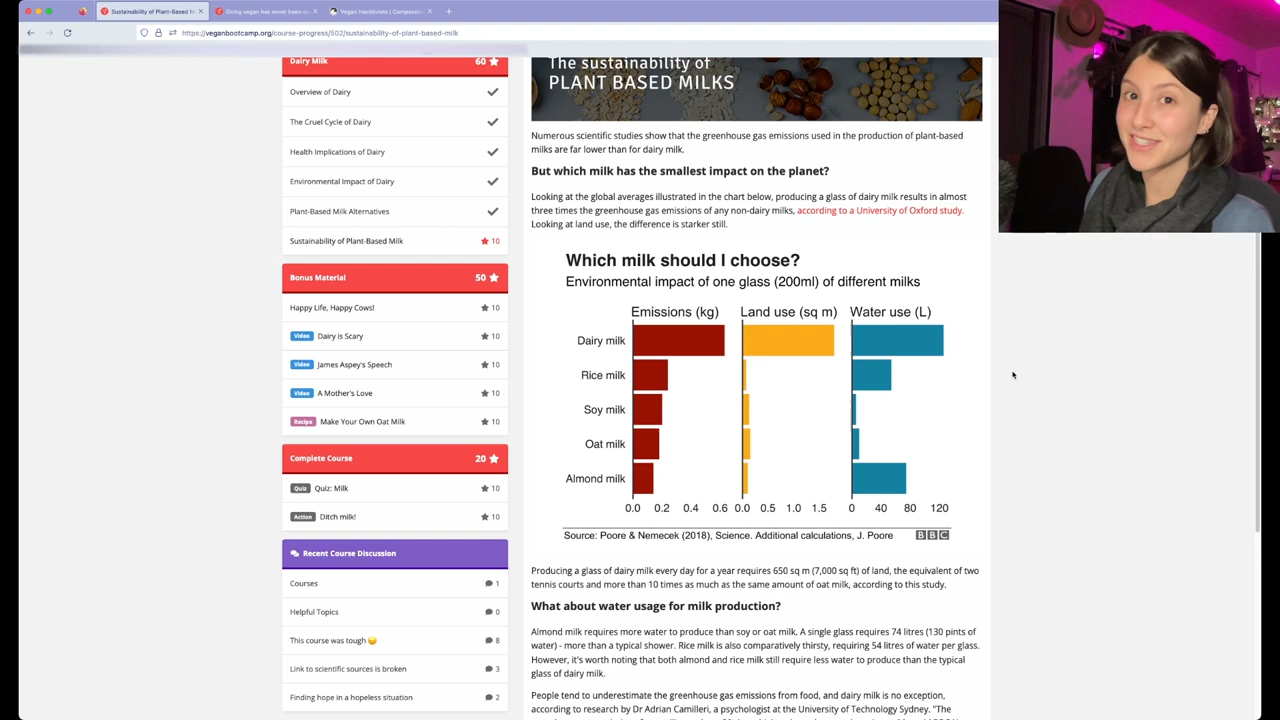 Sustainability of Plant-Based M
Going vegan has never been e
Vegan Hacktivists | Compassion
https://veganbootcamp.org/course-progress/502/sustainability-of-plant-based-milk
Dairy Milk 60
Overview of Dairy
The Cruel Cycle of Dairy
Health Implications of Dairy
Environmental Impact of Dairy
Plant-Based Milk Alternatives
Sustainability of Plant-Based Milk 10
Bonus Material 50
Happy Life, Happy Cows! 10
Video Dairy is Scary 10
Video James Aspey's Speech 10
Video A Mother's Love 10
Recipe Make Your Own Oat Milk 10
Complete Course 20
Quiz Quiz: Milk 10
Action Ditch milk! 10
Recent Course Discussion
Courses 1
Helpful Topics 0
This course was tough 8
Link to scientific sources is broken 3
Finding hope in a hopeless situation 2
The sustainability of
PLANT BASED MILKS
Numerous scientific studies show that the greenhouse gas emissions used in the production of plant-based
milks are far lower than for dairy milk.
But which milk has the smallest impact on the planet?
Looking at the global averages illustrated in the chart below, producing a glass of dairy milk results in almost
three times the greenhouse gas emissions of any non-dairy milks, according to a University of Oxford study.
Looking at land use, the difference is starker still.
Which milk should I choose?
Environmental impact of one glass (200ml) of different milks
Emissions (kg) Land use (sq m) Water use (L)
Dairy milk
Rice milk
Soy milk
Oat milk
Almond milk
0.0 0.2 0.4 0.6 0.0 0.5 1.0 1.5 0 40 80 120
Source: Poore & Nemecek (2018), Science. Additional calculations, J. Poore BBC
Producing a glass of dairy milk every day for a year requires 650 sq m (7,000 sq ft) of land, the equivalent of two
tennis courts and more than 10 times as much as the same amount of oat milk, according to this study.
What about water usage for milk production?
Almond milk requires more water to produce than soy or oat milk. A single glass requires 74 litres (130 pints of
water) - more than a typical shower. Rice milk is also comparatively thirsty, requiring 54 litres of water per glass.
However, it's worth noting that both almond and rice milk still require less water to produce than the typical
glass of dairy milk.
People tend to underestimate the greenhouse gas emissions from food, and dairy milk is no exception,
according to research by Dr Adrian Camilleri, a psychologist at the University of Technology Sydney. "The